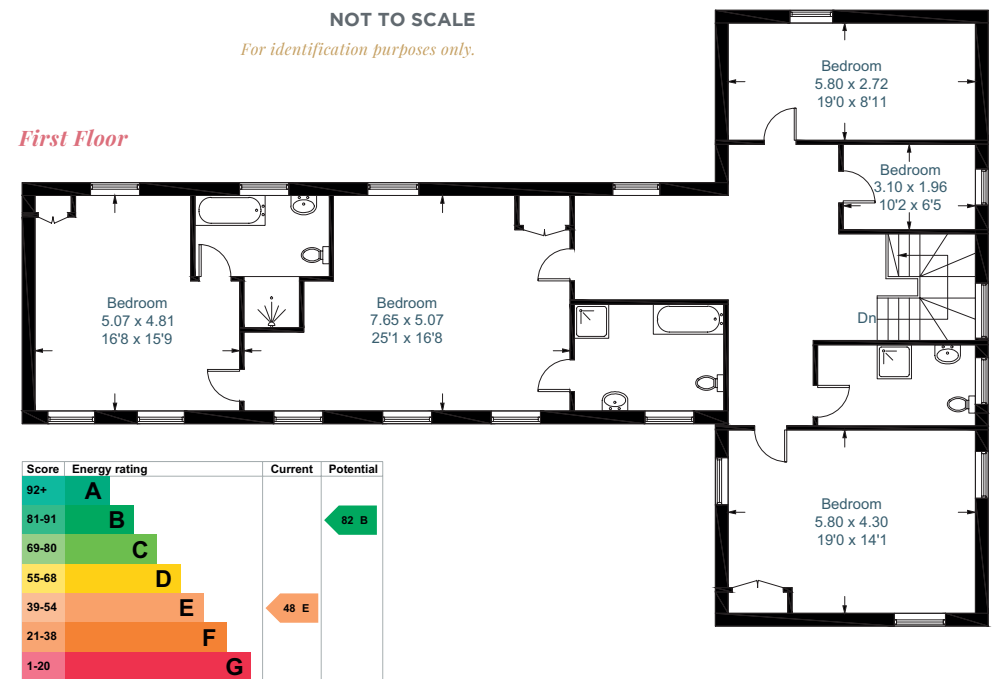 NOT TO SCALE
For identification purposes only.
First Floor
Bedroom
5.80 x 2.72
19'0 x 8'11
Bedroom
3.10 x 1.96
10'2 x 6'5
Bedroom
5.07 x 4.81
16'8 x 15'9
Bedroom
7.65 x 5.07
25'1 x 16'8
Dn
Bedroom
5.80 x 4.30
19'0 x 14'1
Score Energy rating Current Potential
92+ A
81-91 B 82 B
69-80 C
55-68 D
39-54 E 48 E
21-38 F
1-20 G